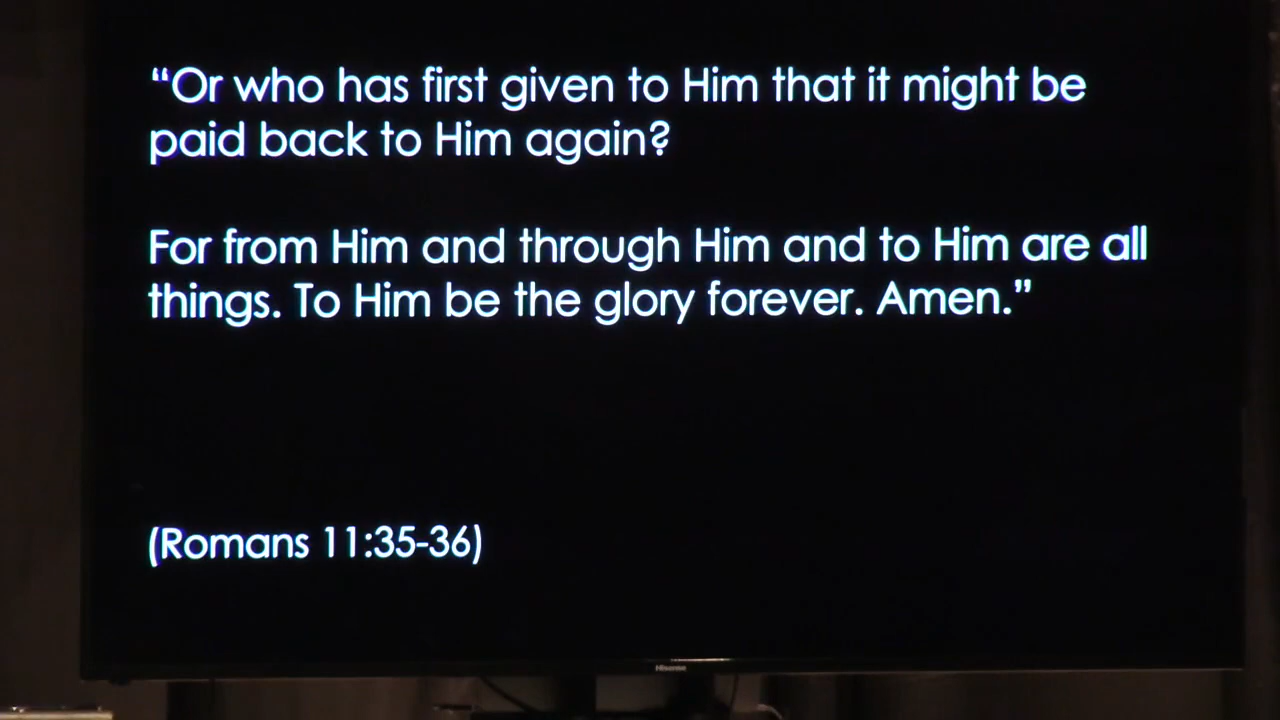 “Or who has first given to Him that it might be
paid back to Him again?
For from Him and through Him and to Him are all
things. To Him be the glory forever. Amen.”
(Romans 11:35-36)
Hisense